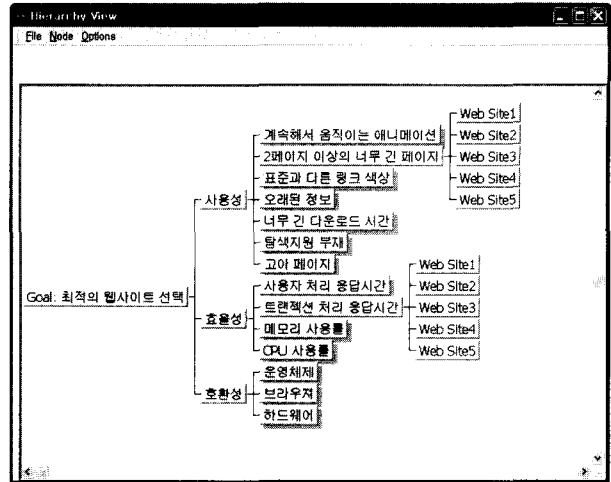 Hierarchy View
File Node Options
Web Site1
계속해서 움직이는 애니메이션
Web Site2
2페이지 이상의 너무 긴 페이지
Web Site3
표준과 다른 링크 색상
Web Site4
사용성
오래된 정보
Web Site5
너무 긴 다운로드 시간
탐색지원 부재
고아 페이지
Web Site1
사용자 처리 응답시간
Web Site2
Goal: 최적의 웹사이트 선택
효율성
트랜젝션 처리 응답시간
Web Site3
메모리 사용률
Web Site4
CPU 사용률
Web Site5
운영체제
호환성
브라우져
하드웨어